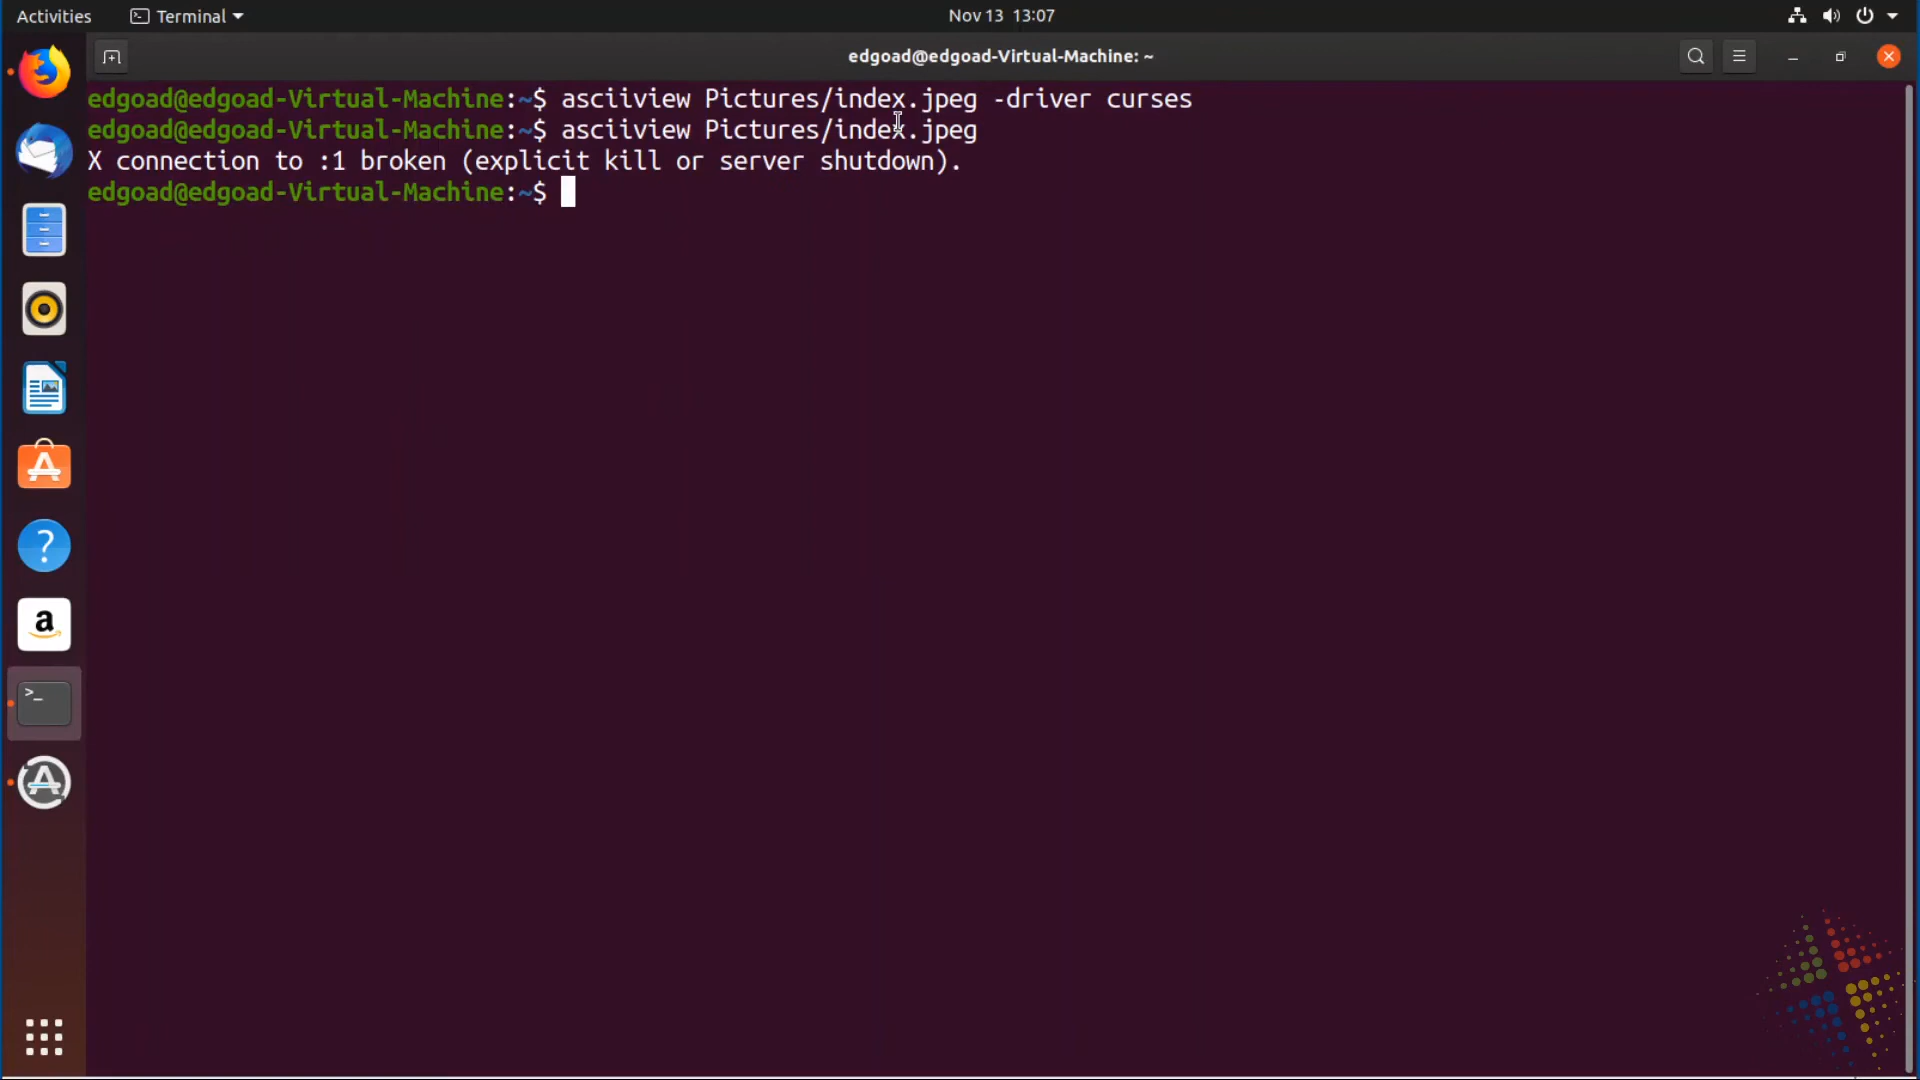 Activities Terminal Nov 13 13:07
edgoad@edgoad-Virtual-Machine: ~
edgoad@edgoad-Virtual-Machine:~$ asciiview Pictures/index.jpeg -driver curses
edgoad@edgoad-Virtual-Machine:~$ asciiview Pictures/index.jpeg
X connection to :1 broken (explicit kill or server shutdown).
edgoad@edgoad-Virtual-Machine:~$